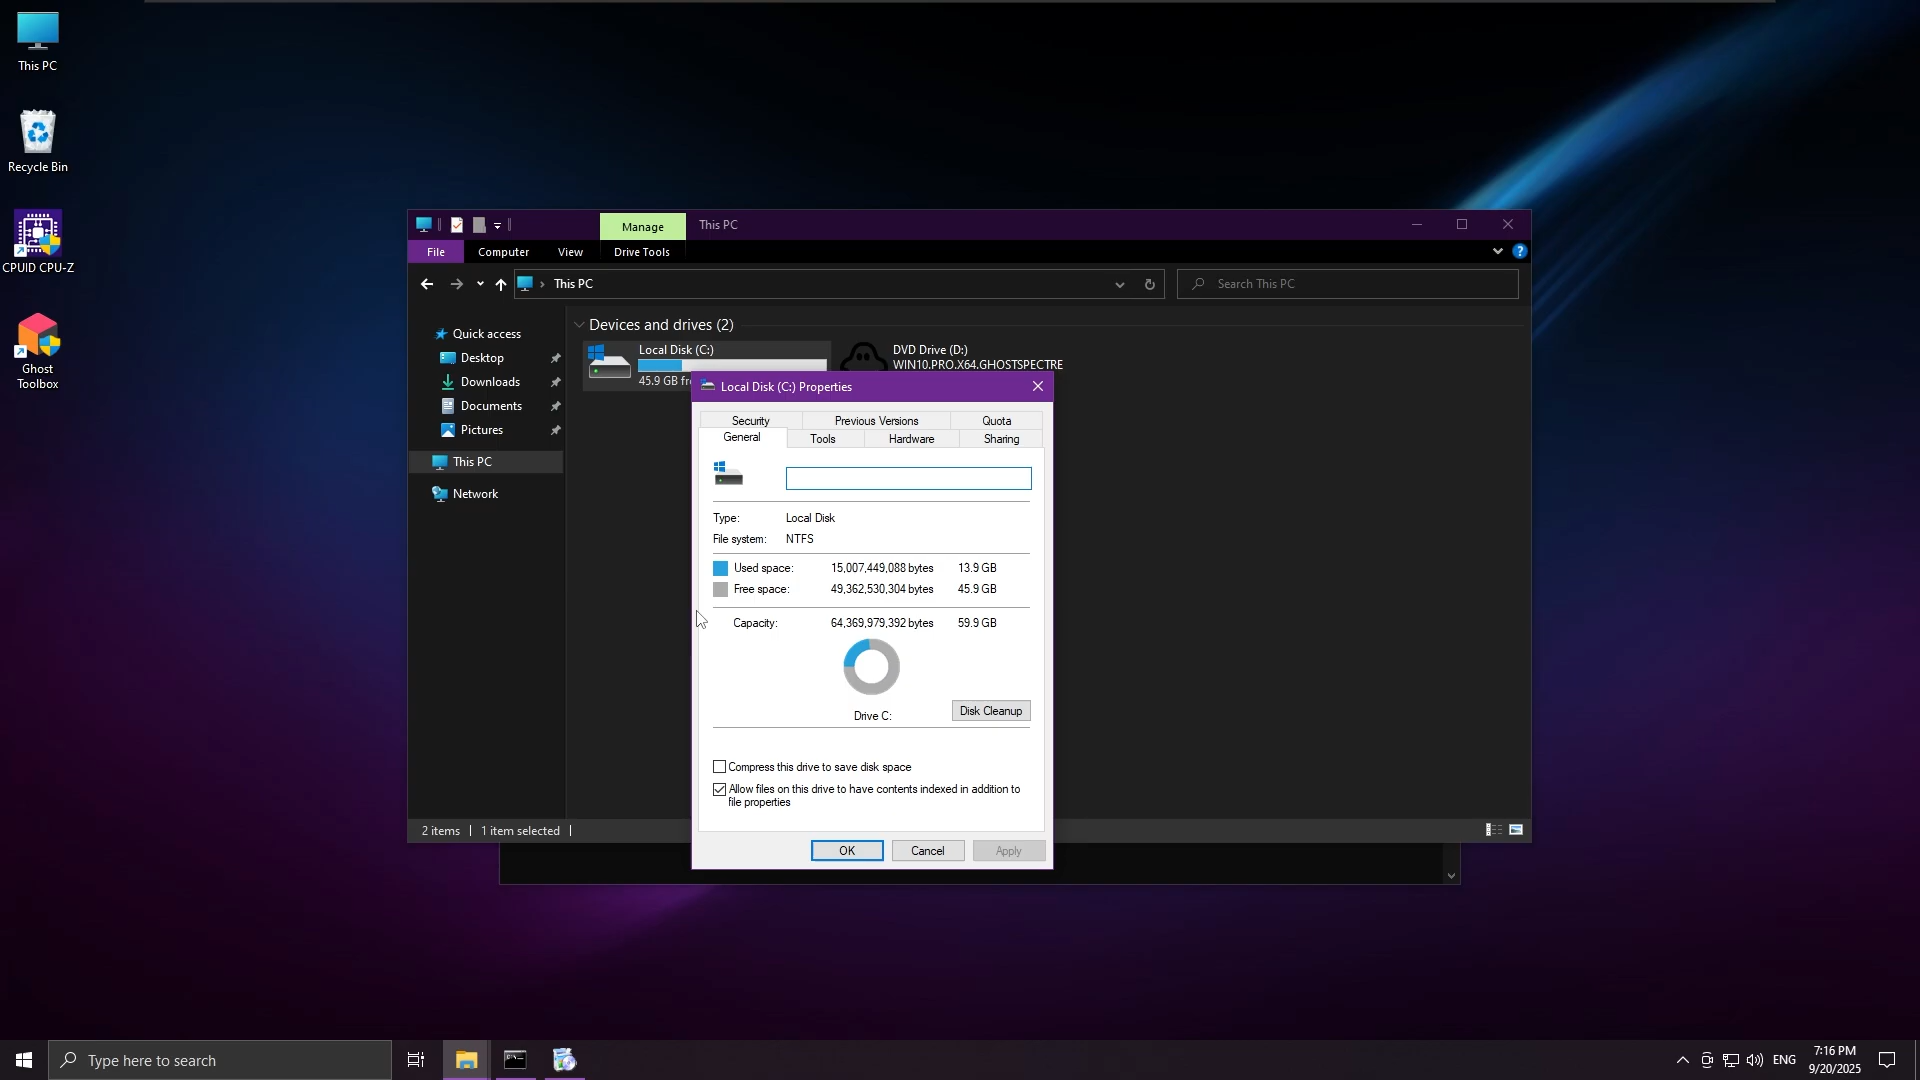 This PC
Recycle Bin
CPUID CPU-Z
Ghost
Toolbox
Manage
This PC
File
Computer
View
Drive Tools
This PC
Search This PC
Quick access
Desktop
Downloads
Documents
Pictures
This PC
Network
Devices and drives (2)
Local Disk (C:)
45.9 GB fr
DVD Drive (D:)
WIN10.PRO.X64.GHOSTSPECTRE
Local Disk (C:) Properties
Security
Previous Versions
Quota
General
Tools
Hardware
Sharing
Type: Local Disk
File system: NTFS
Used space: 15,007,449,088 bytes 13.9 GB
Free space: 49,362,530,304 bytes 45.9 GB
Capacity: 64,369,979,392 bytes 59.9 GB
Drive C:
Disk Cleanup
Compress this drive to save disk space
Allow files on this drive to have contents indexed in addition to
file properties
OK
Cancel
Apply
2 items
1 item selected
Type here to search
ENG
7:16 PM
9/20/2025